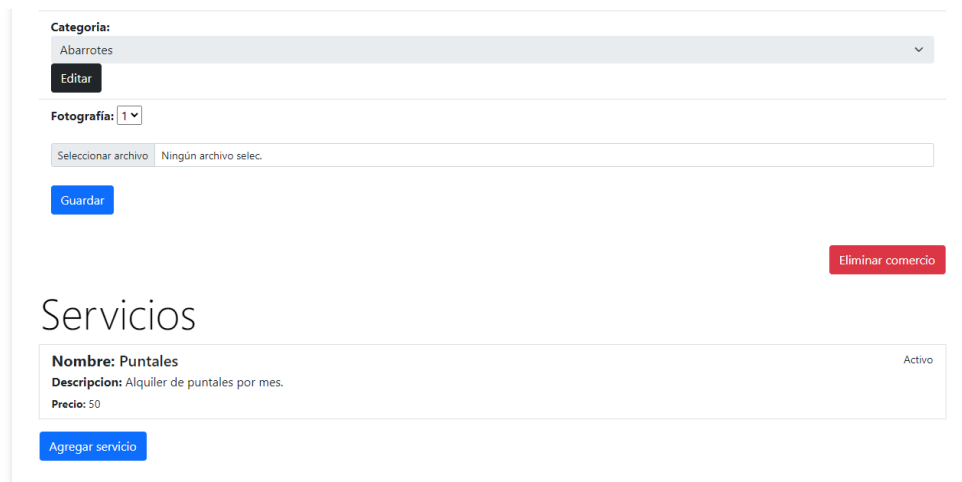 Categoria:
Abarrotes
Editar
Fotografía: 1
Seleccionar archivo Ningún archivo selec.
Guardar
Eliminar comercio
Servicios
Nombre: Puntales Activo
Descripcion: Alquiler de puntales por mes.
Precio: 50
Agregar servicio